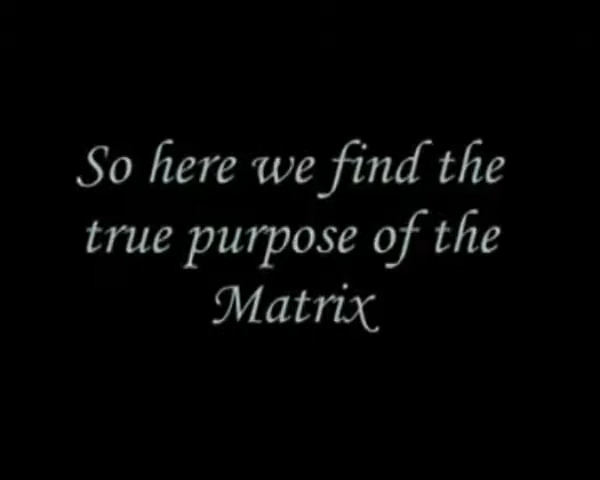 So here we find the
true purpose of the
Matrix